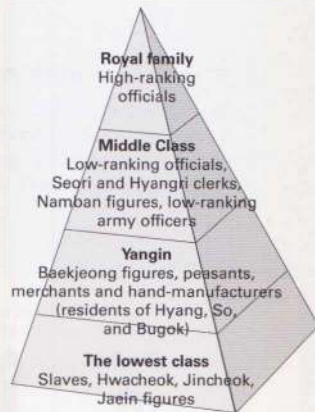 Royal family
High-ranking
officials
Middle Class
Low-ranking officials,
Seori and Hyangri clerks,
Namban figures, low-ranking
army officers
Yangin
Baekjeong figures, peasants,
merchants and hand-manufacturers
(residents of Hyang, So,
and Bugok)
The lowest class
Slaves, Hwacheok, Jincheok,
Jaein figures